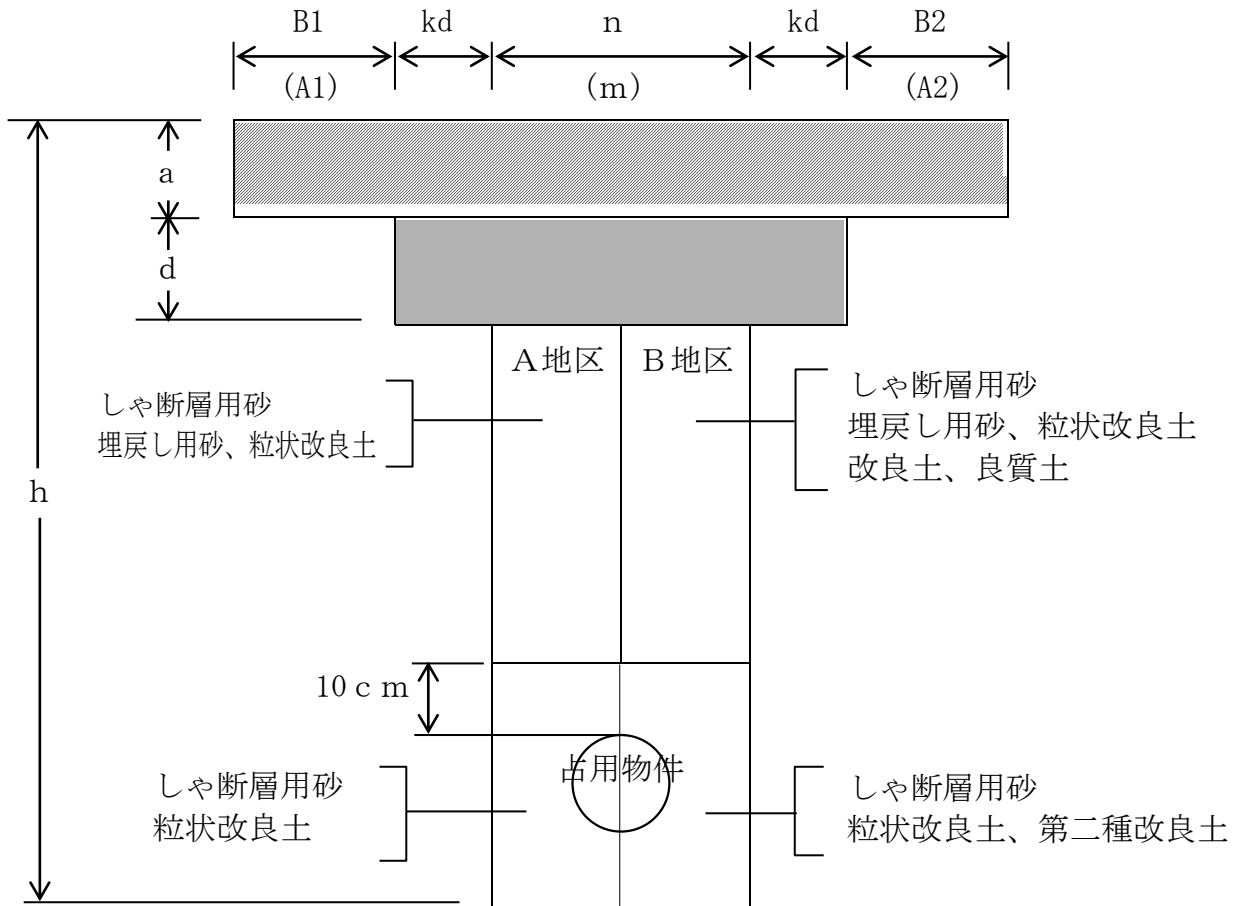 B1
kd
n
kd
B2
(A1)
(m)
(A2)
a
d
h
A地区
B地区
しゃ断層用砂
埋戻し用砂、粒状改良土
しゃ断層用砂
埋戻し用砂、粒状改良土
改良土、良質土
10cm
占用物件
しゃ断層用砂
粒状改良土
しゃ断層用砂
粒状改良土、第二種改良土